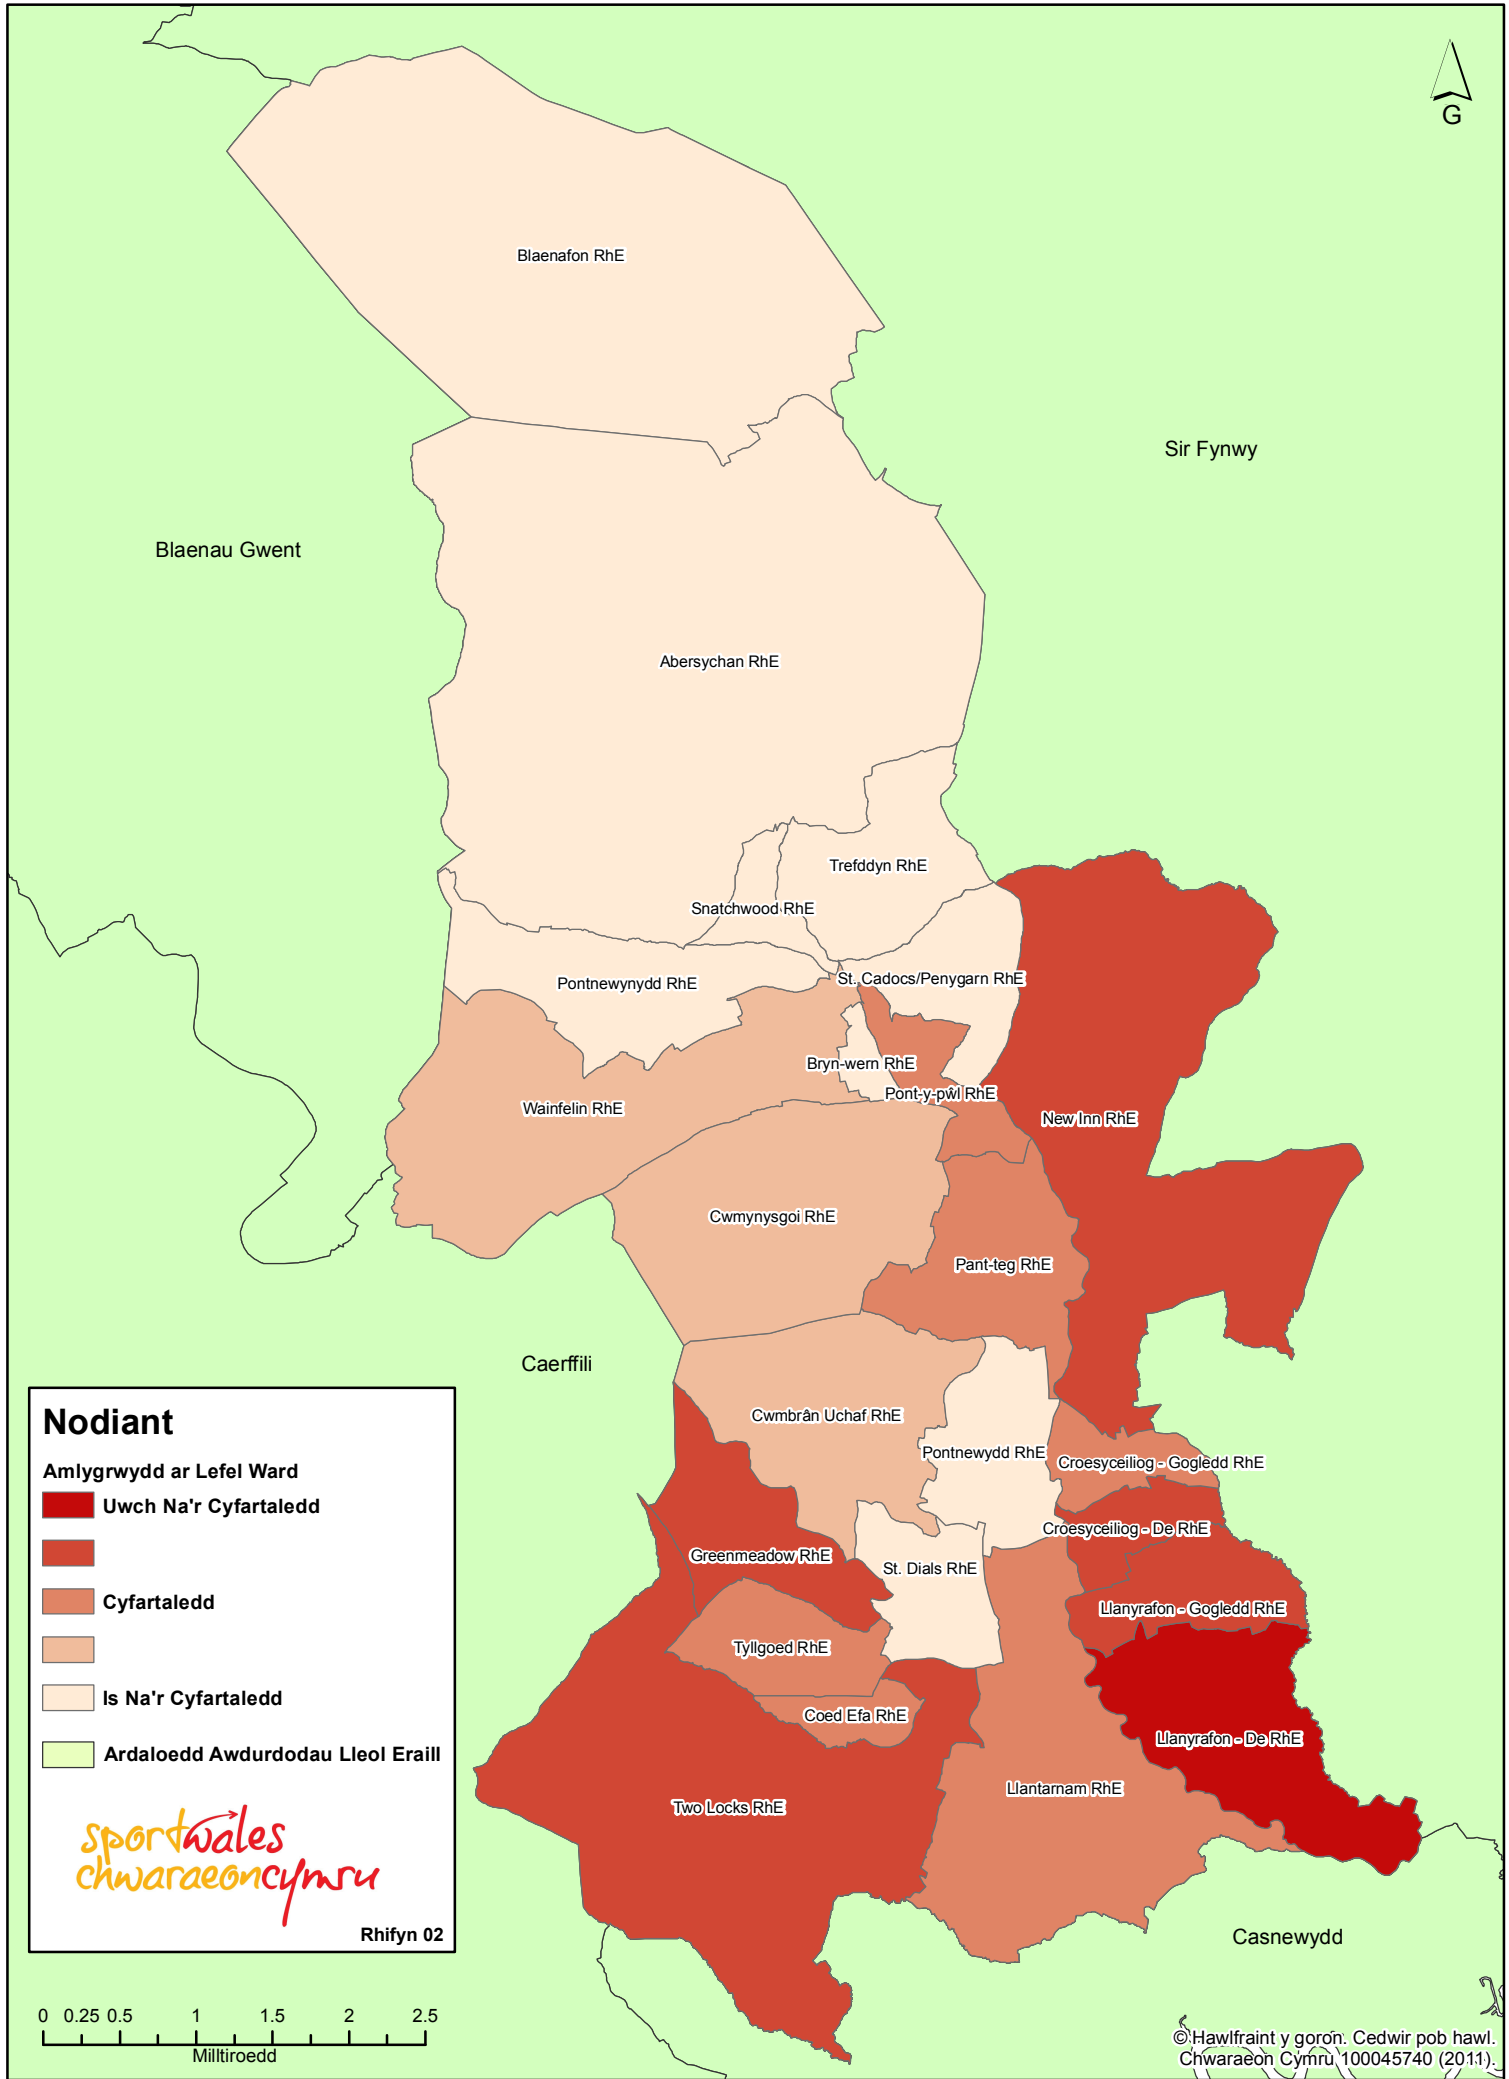 G
Blaenafon RhE
Sir Fynwy
Blaenau Gwent
Abersychan RhE
Trefddyn RhE
Snatchwood RhE
St. Cadocs/Penygarn RhE
Pontnewynydd RhE
Bryn-wern RhE
Pont-y-pŵl RhE
Wainfelin RhE
New Inn RhE
Cwmynysgoi RhE
Pant-teg RhE
Caerffili
Cwmbrân Uchaf RhE
Pontnewydd RhE
Croesyceiliog - Gogledd RhE
Croesyceiliog - De RhE
Greenmeadow RhE
St. Dials RhE
Llanyrafon - Gogledd RhE
Tyllgoed RhE
Coed Efa RhE
Llanyrafon - De RhE
Llantarnam RhE
Two Locks RhE
Casnewydd
Nodiant
Amlygrwydd ar Lefel Ward
Uwch Na'r Cyfartaledd
Cyfartaledd
Is Na'r Cyfartaledd
Ardaloedd Awdurdodau Lleol Eraill
sportwales
chwaraeoncymru
Rhifyn 02
0 0.25 0.5 1 1.5 2 2.5
Milltiroedd
© Hawlfraint y goron. Cedwir pob hawl.
Chwaraeon Cymru 100045740 (2011).